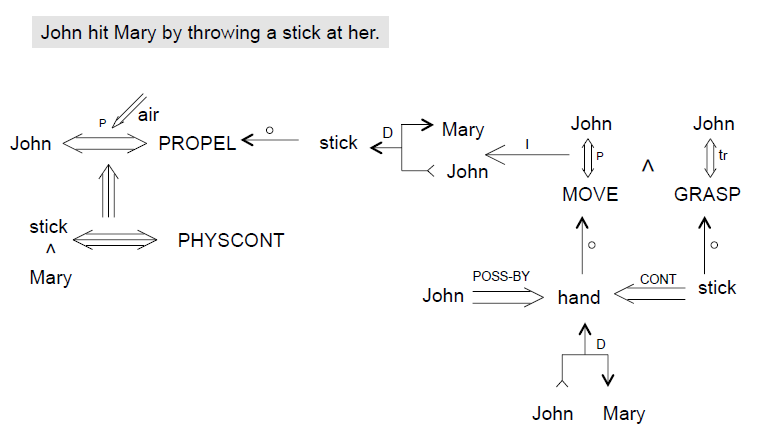 John hit Mary by throwing a stick at her.
P air
John PROPEL O stick D Mary
John
I
John John
P tr
MOVE ∧ GRASP
stick
∧ PHYSCONT
Mary
O O
John POSS-BY hand CONT stick
D
John Mary